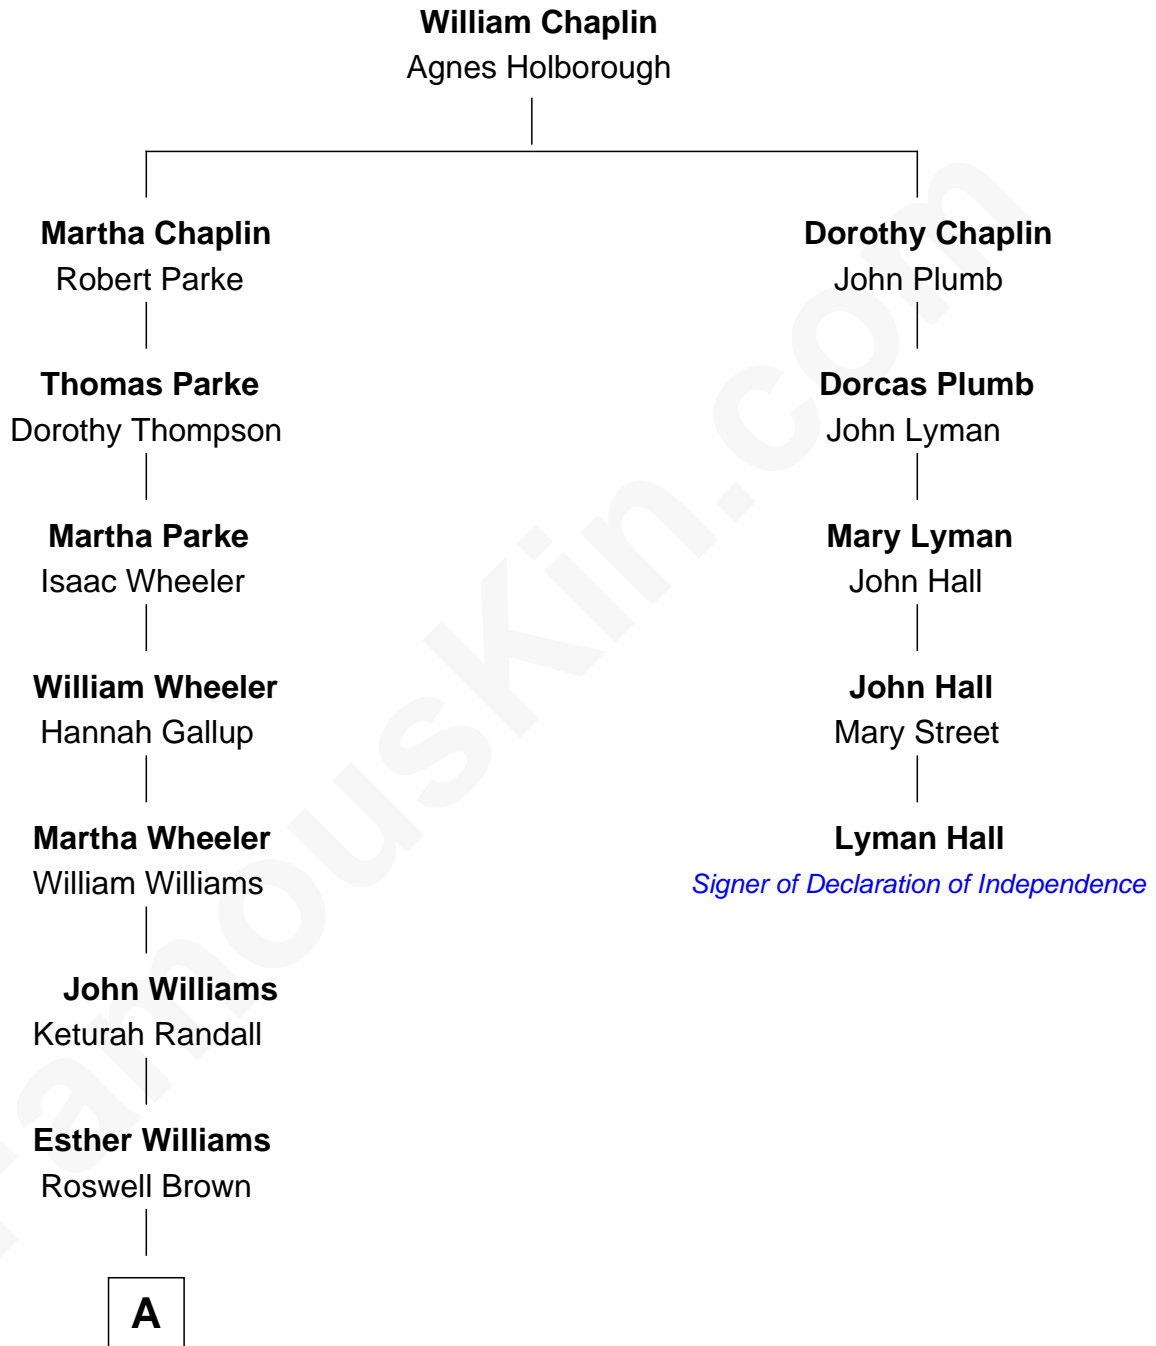 William Chaplin
Agnes Holborough
Martha Chaplin
Robert Parke
Dorothy Chaplin
John Plumb
Thomas Parke
Dorothy Thompson
Dorcas Plumb
John Lyman
Martha Parke
Isaac Wheeler
Mary Lyman
John Hall
William Wheeler
Hannah Gallup
John Hall
Mary Street
Martha Wheeler
William Williams
Lyman Hall
Signer of Declaration of Independence
John Williams
Keturah Randall
Esther Williams
Roswell Brown
A
FamousKin.com